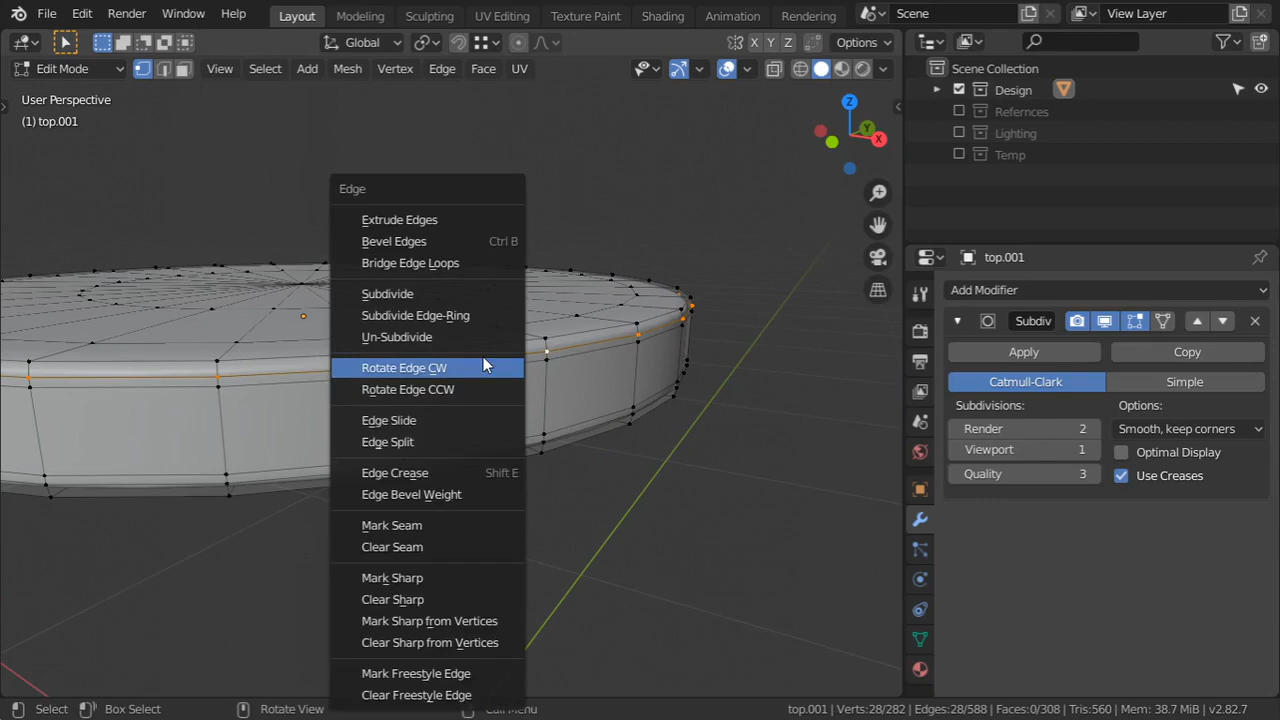 File Edit Render Window Help Layout Modeling Sculpting UV Editing Texture Paint Shading Animation Rendering Scene View Layer
Global X Y Z Options
Edit Mode View Select Add Mesh Vertex Edge Face UV
User Perspective
(1) top.001
Z
Y
X
Edge
Extrude Edges
Bevel Edges Ctrl B
Bridge Edge Loops
Subdivide
Subdivide Edge-Ring
Un-Subdivide
Rotate Edge CW
Rotate Edge CCW
Edge Slide
Edge Split
Edge Crease Shift E
Edge Bevel Weight
Mark Seam
Clear Seam
Mark Sharp
Clear Sharp
Mark Sharp from Vertices
Clear Sharp from Vertices
Mark Freestyle Edge
Clear Freestyle Edge
Scene Collection
Design
Refernces
Lighting
Temp
top.001
Add Modifier
Subdiv
Apply Copy
Catmull-Clark Simple
Subdivisions: Options:
Render 2 Smooth, keep corners
Viewport 1 Optimal Display
Quality 3 Use Creases
Select Box Select Rotate View Call Menu top.001 | Verts:28/282 | Edges:28/588 | Faces:0/308 | Tris:560 | Mem: 38.7 MiB | v2.82.7